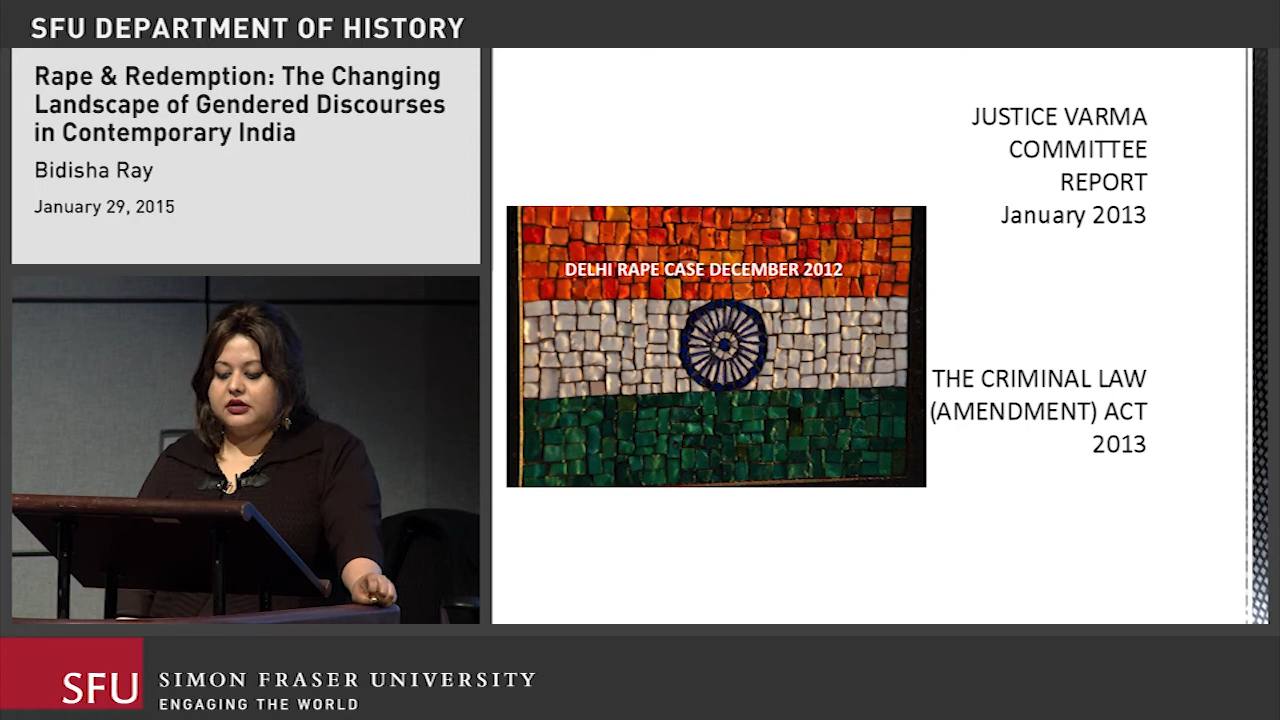 SFU DEPARTMENT OF HISTORY
Rape & Redemption: The Changing
Landscape of Gendered Discourses
in Contemporary India
Bidisha Ray
January 29, 2015
JUSTICE VARMA
COMMITTEE
REPORT
January 2013
DELHI RAPE CASE DECEMBER 2012
THE CRIMINAL LAW
(AMENDMENT) ACT
2013
SFU
SIMON FRASER UNIVERSITY
ENGAGING THE WORLD